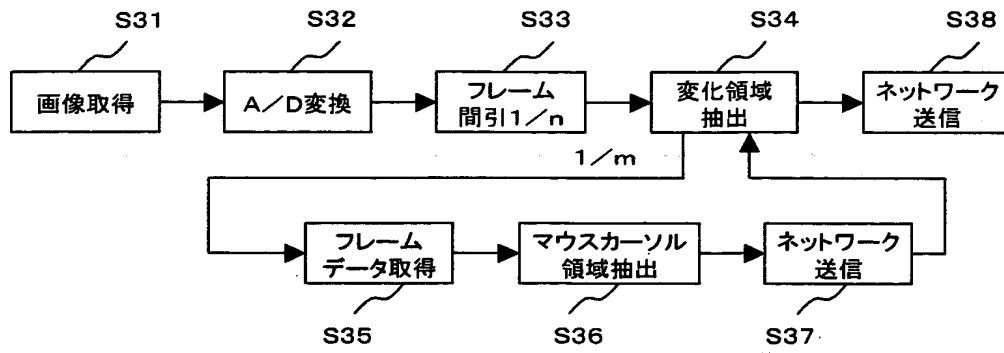 S31
S32
S33
S34
S38
画像取得
A/D変換
フレーム
間引1/n
変化領域
抽出
ネットワーク
送信
1/m
フレーム
データ取得
マウスカーソル
領域抽出
ネットワーク
送信
S35
S36
S37